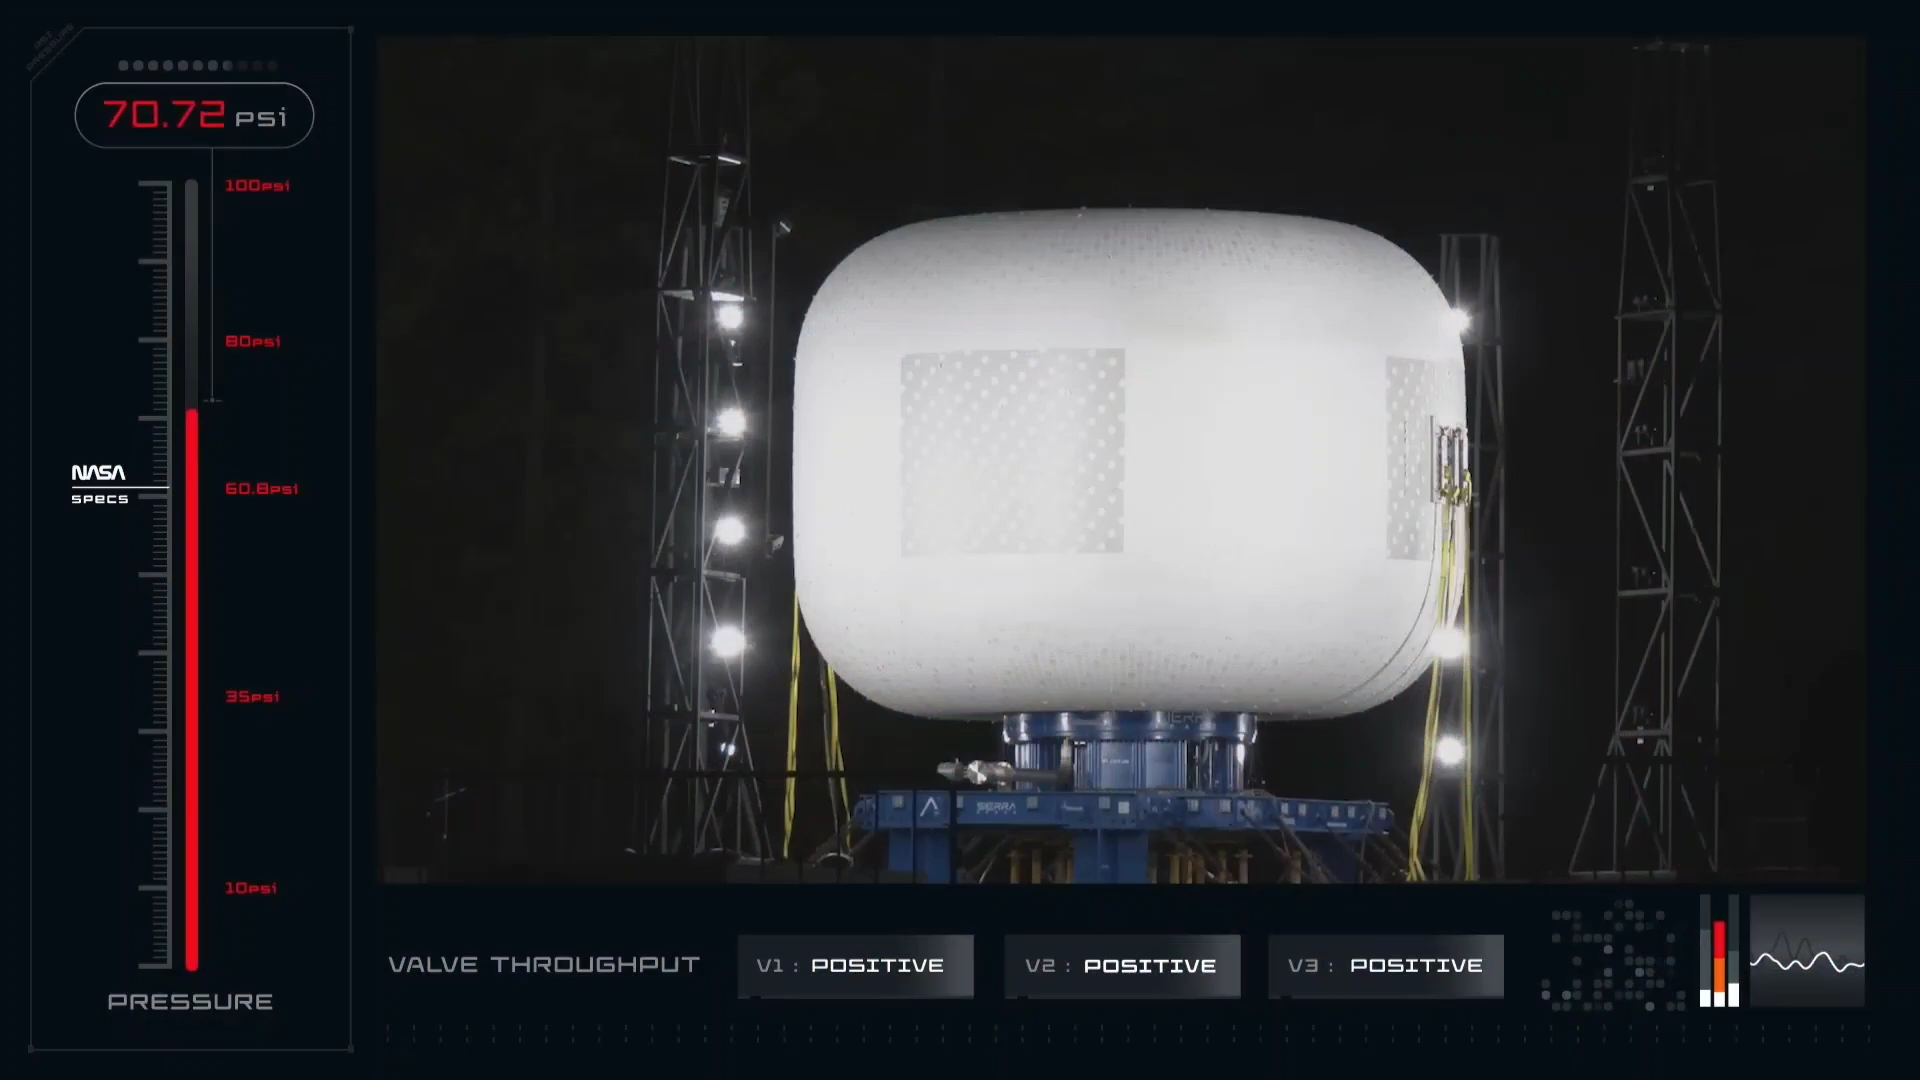 70.72 psi
100psi
80psi
NASA
specs
60.8psi
35psi
10psi
PRESSURE
SIERRA
VALVE THROUGHPUT
V1 : POSITIVE
V2 : POSITIVE
V3 : POSITIVE